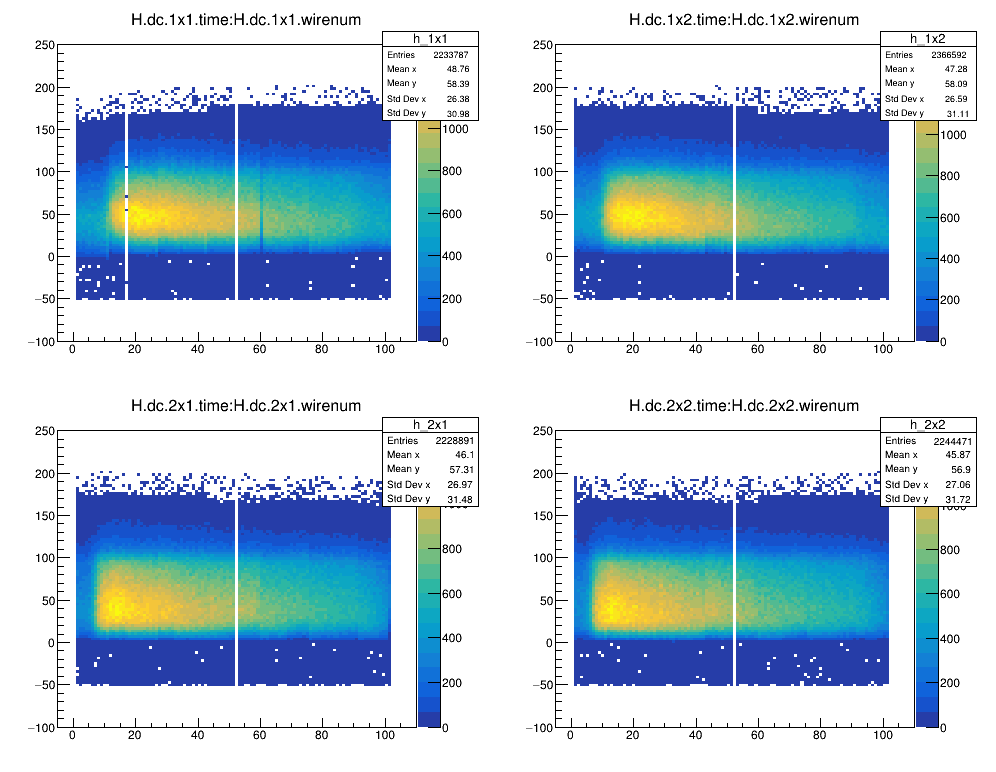 H.dc.1x1.time:H.dc.1x1.wirenum
h_1x1
Entries 2233787
Mean x 48.76
Mean y 58.39
Std Dev x 26.38
Std Dev y 30.98
250
200
150
100
50
0
−50
−100
0 20 40 60 80 100
1000
800
600
400
200
0
H.dc.1x2.time:H.dc.1x2.wirenum
h_1x2
Entries 2366592
Mean x 47.28
Mean y 58.09
Std Dev x 26.59
Std Dev y 31.11
250
200
150
100
50
0
−50
−100
0 20 40 60 80 100
1000
800
600
400
200
0
H.dc.2x1.time:H.dc.2x1.wirenum
h_2x1
Entries 2228891
Mean x 46.1
Mean y 57.31
Std Dev x 26.97
Std Dev y 31.48
250
200
150
100
50
0
−50
−100
0 20 40 60 80 100
800
600
400
200
0
H.dc.2x2.time:H.dc.2x2.wirenum
h_2x2
Entries 2244471
Mean x 45.87
Mean y 56.9
Std Dev x 27.06
Std Dev y 31.72
250
200
150
100
50
0
−50
−100
0 20 40 60 80 100
800
600
400
200
0